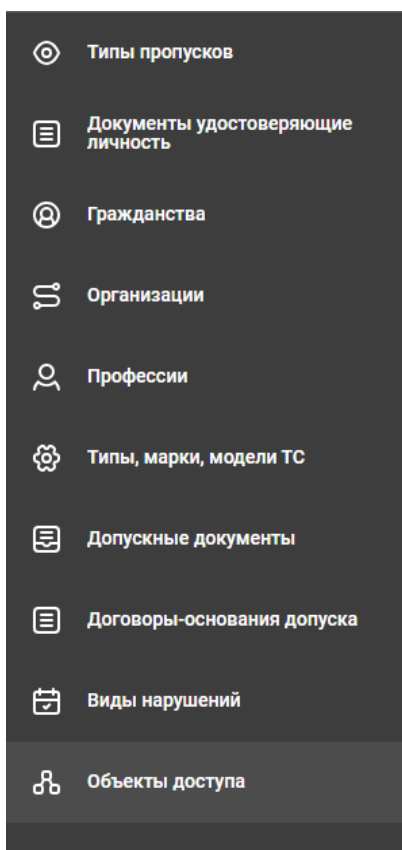 Типы пропусков
Документы удостоверяющие
личность
Гражданства
Организации
Профессии
Типы, марки, модели ТС
Допускные документы
Договоры-основания допуска
Виды нарушений
Объекты доступа